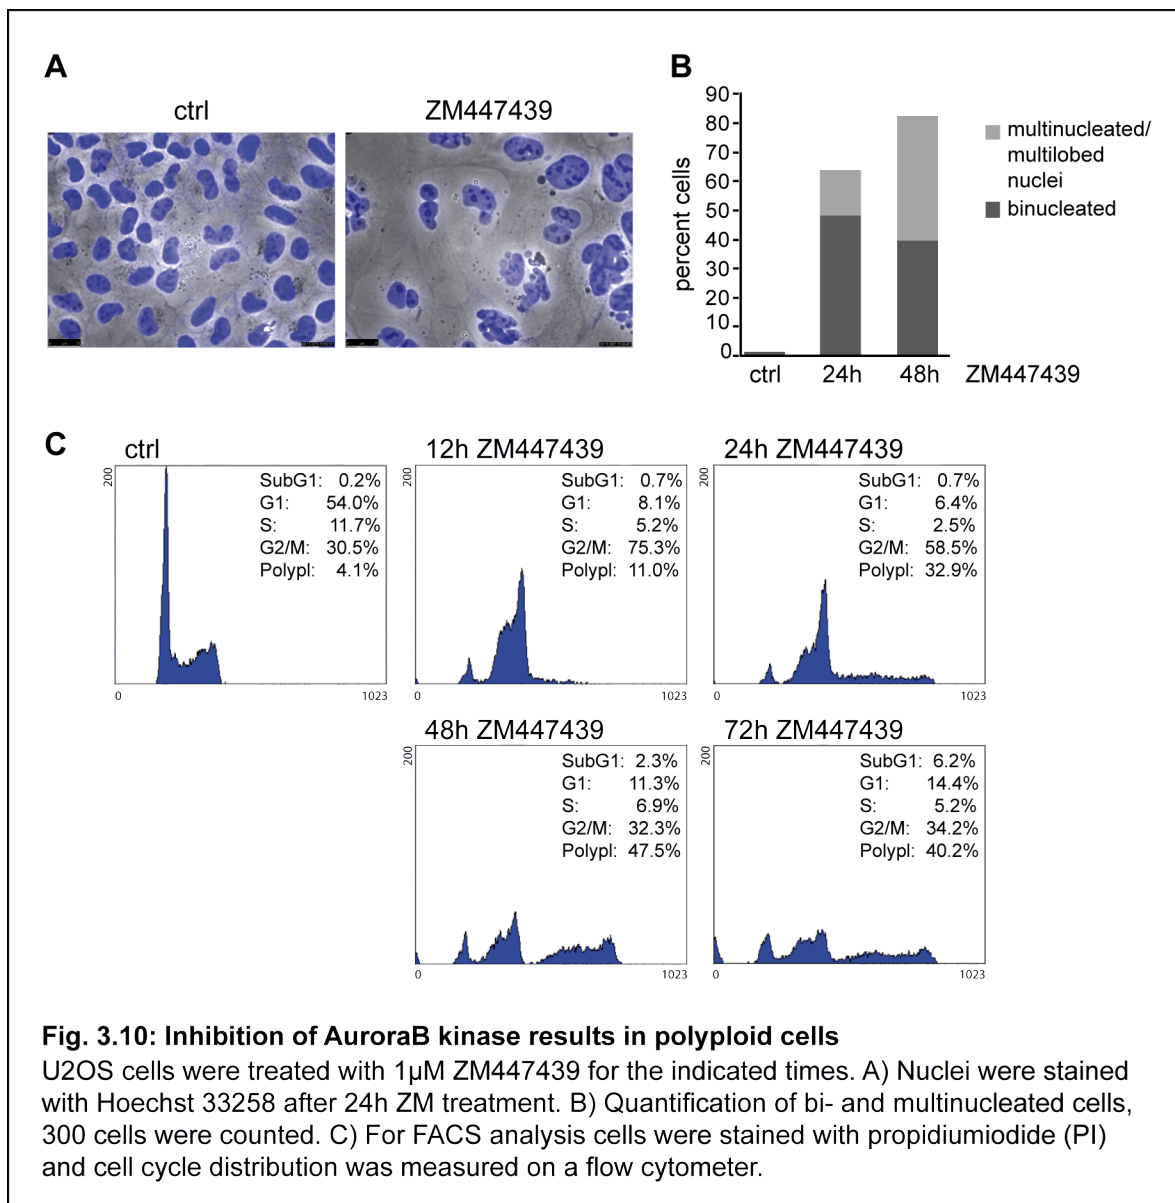 A
ctrl
ZM447439
B
percent cells
90
80
70
60
50
40
30
20
10
0
ctrl
24h
48h
ZM447439
multinucleated/
multilobed
nuclei
binucleated
C
ctrl
200
SubG1: 0.2%
G1: 54.0%
S: 11.7%
G2/M: 30.5%
Polypl: 4.1%
0
1023
12h ZM447439
200
SubG1: 0.7%
G1: 8.1%
S: 5.2%
G2/M: 75.3%
Polypl: 11.0%
0
1023
24h ZM447439
200
SubG1: 0.7%
G1: 6.4%
S: 2.5%
G2/M: 58.5%
Polypl: 32.9%
0
1023
48h ZM447439
200
SubG1: 2.3%
G1: 11.3%
S: 6.9%
G2/M: 32.3%
Polypl: 47.5%
0
1023
72h ZM447439
200
SubG1: 6.2%
G1: 14.4%
S: 5.2%
G2/M: 34.2%
Polypl: 40.2%
0
1023
Fig. 3.10: Inhibition of AuroraB kinase results in polyploid cells
U2OS cells were treated with 1µM ZM447439 for the indicated times. A) Nuclei were stained
with Hoechst 33258 after 24h ZM treatment. B) Quantification of bi- and multinucleated cells,
300 cells were counted. C) For FACS analysis cells were stained with propidiumiodide (PI)
and cell cycle distribution was measured on a flow cytometer.